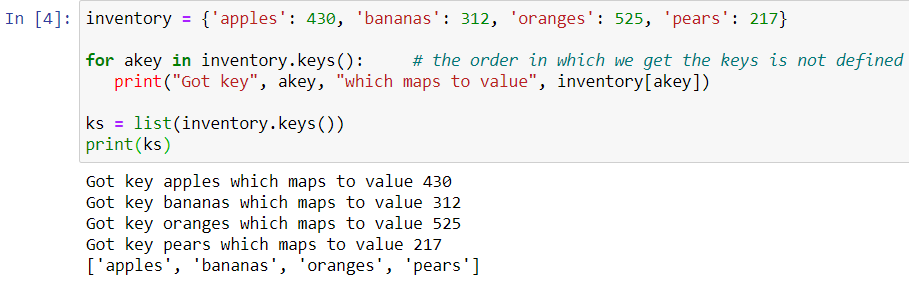 In [4]: inventory = {'apples': 430, 'bananas': 312, 'oranges': 525, 'pears': 217}
for akey in inventory.keys():     # the order in which we get the keys is not defined
   print("Got key", akey, "which maps to value", inventory[akey])
ks = list(inventory.keys())
print(ks)
Got key apples which maps to value 430
Got key bananas which maps to value 312
Got key oranges which maps to value 525
Got key pears which maps to value 217
['apples', 'bananas', 'oranges', 'pears']